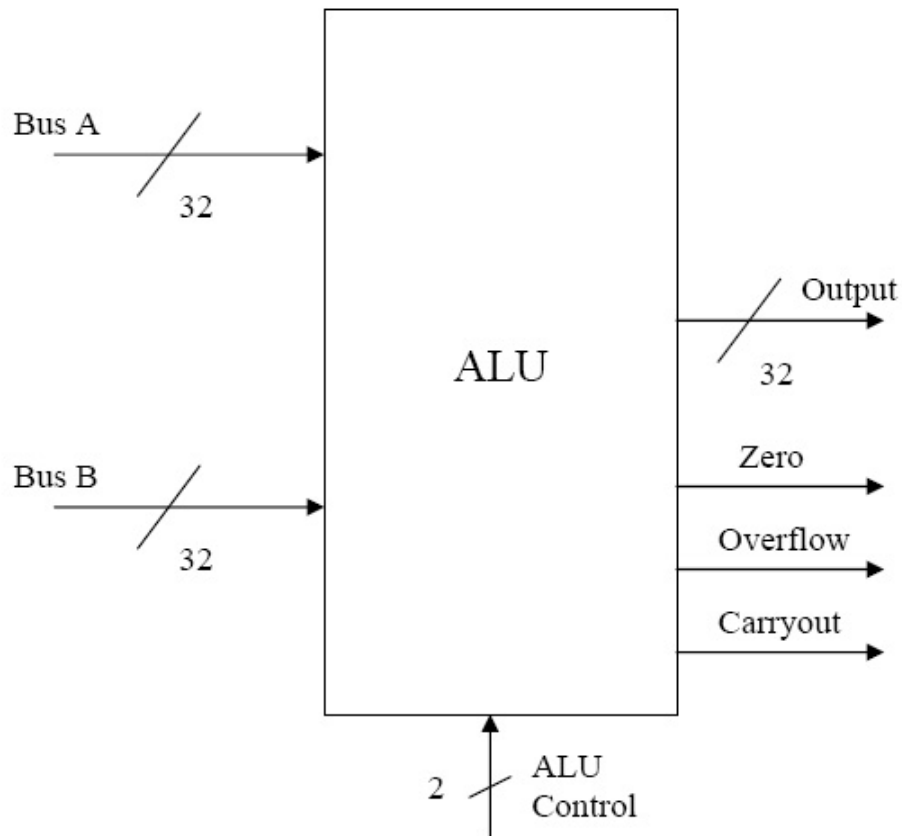 Bus A
32
Output
ALU
32
Bus B
Zero
32
Overflow
Carryout
2
ALU
Control